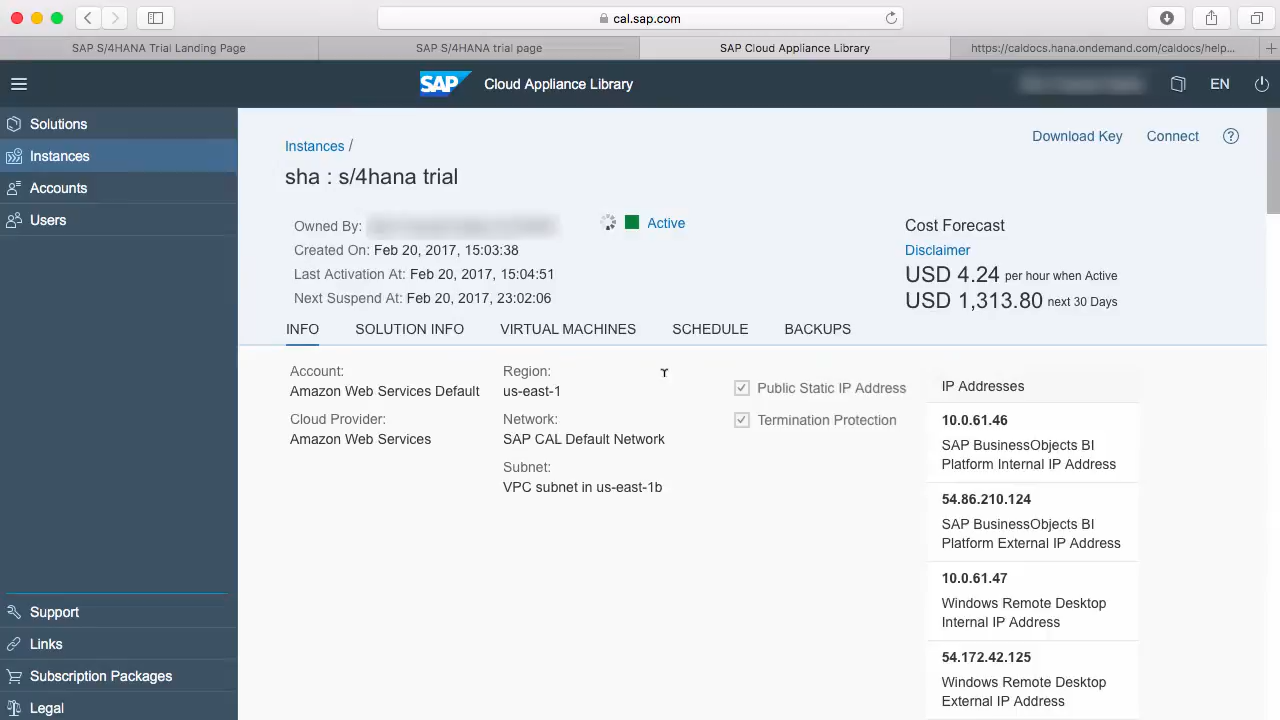 cal.sap.com
SAP S/4HANA Trial Landing Page
SAP S/4HANA trial page
SAP Cloud Appliance Library
https://caldocs.hana.ondemand.com/caldocs/help...
SAP Cloud Appliance Library
EN
Solutions
Instances
Accounts
Users
Support
Links
Subscription Packages
Legal
Download Key
Connect
?
Instances /
sha : s/4hana trial
Owned By:
Created On: Feb 20, 2017, 15:03:38
Last Activation At: Feb 20, 2017, 15:04:51
Next Suspend At: Feb 20, 2017, 23:02:06
Active
Cost Forecast
Disclaimer
USD 4.24 per hour when Active
USD 1,313.80 next 30 Days
INFO
SOLUTION INFO
VIRTUAL MACHINES
SCHEDULE
BACKUPS
Account:
Amazon Web Services Default
Cloud Provider:
Amazon Web Services
Region:
us-east-1
Network:
SAP CAL Default Network
Subnet:
VPC subnet in us-east-1b
Public Static IP Address
Termination Protection
IP Addresses
10.0.61.46
SAP BusinessObjects BI
Platform Internal IP Address
54.86.210.124
SAP BusinessObjects BI
Platform External IP Address
10.0.61.47
Windows Remote Desktop
Internal IP Address
54.172.42.125
Windows Remote Desktop
External IP Address